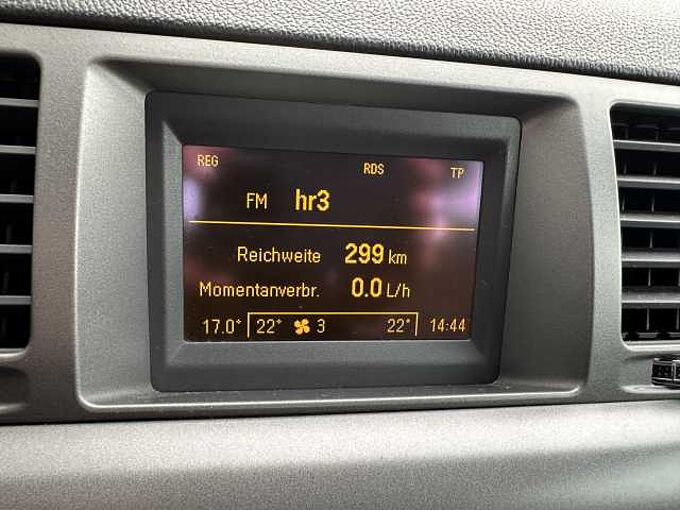 REG RDS TP
FM hr3
Reichweite 299 km
Momentanverbr. 0.0 L/h
17.0° 22° 3 22° 14:44